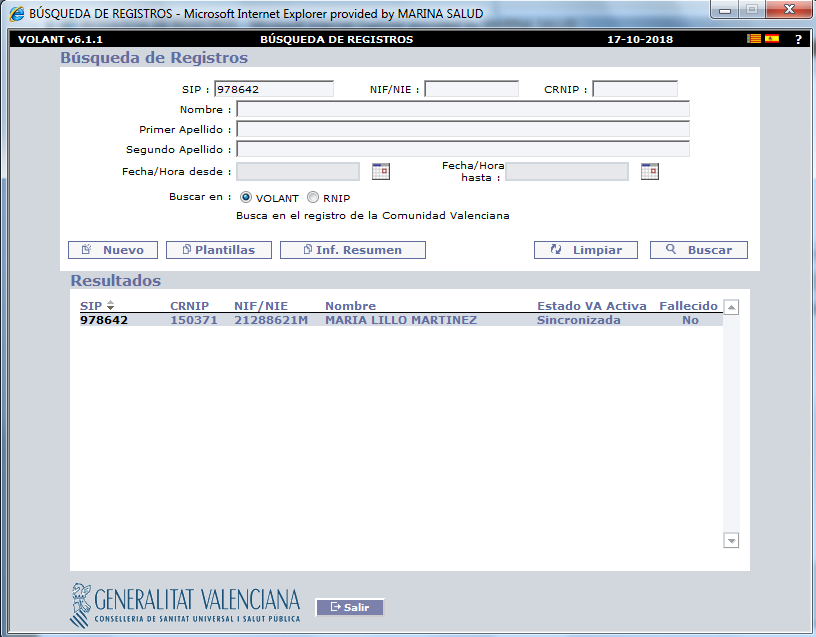 BÚSQUEDA DE REGISTROS - Microsoft Internet Explorer provided by MARINA SALUD
VOLANT v6.1.1 BÚSQUEDA DE REGISTROS 17-10-2018 ?
Búsqueda de Registros
SIP : 978642 NIF/NIE : CRNIP :
Nombre :
Primer Apellido :
Segundo Apellido :
Fecha/Hora desde : Fecha/Hora hasta :
Buscar en : VOLANT RNIP
Busca en el registro de la Comunidad Valenciana
Nuevo Plantillas Inf. Resumen Limpiar Buscar
Resultados
SIP CRNIP NIF/NIE Nombre Estado VA Activa Fallecido
978642 150371 21288621M MARIA LILLO MARTINEZ Sincronizada No
GENERALITAT VALENCIANA
CONSELLERIA DE SANITAT UNIVERSAL I SALUT PÚBLICA
Salir